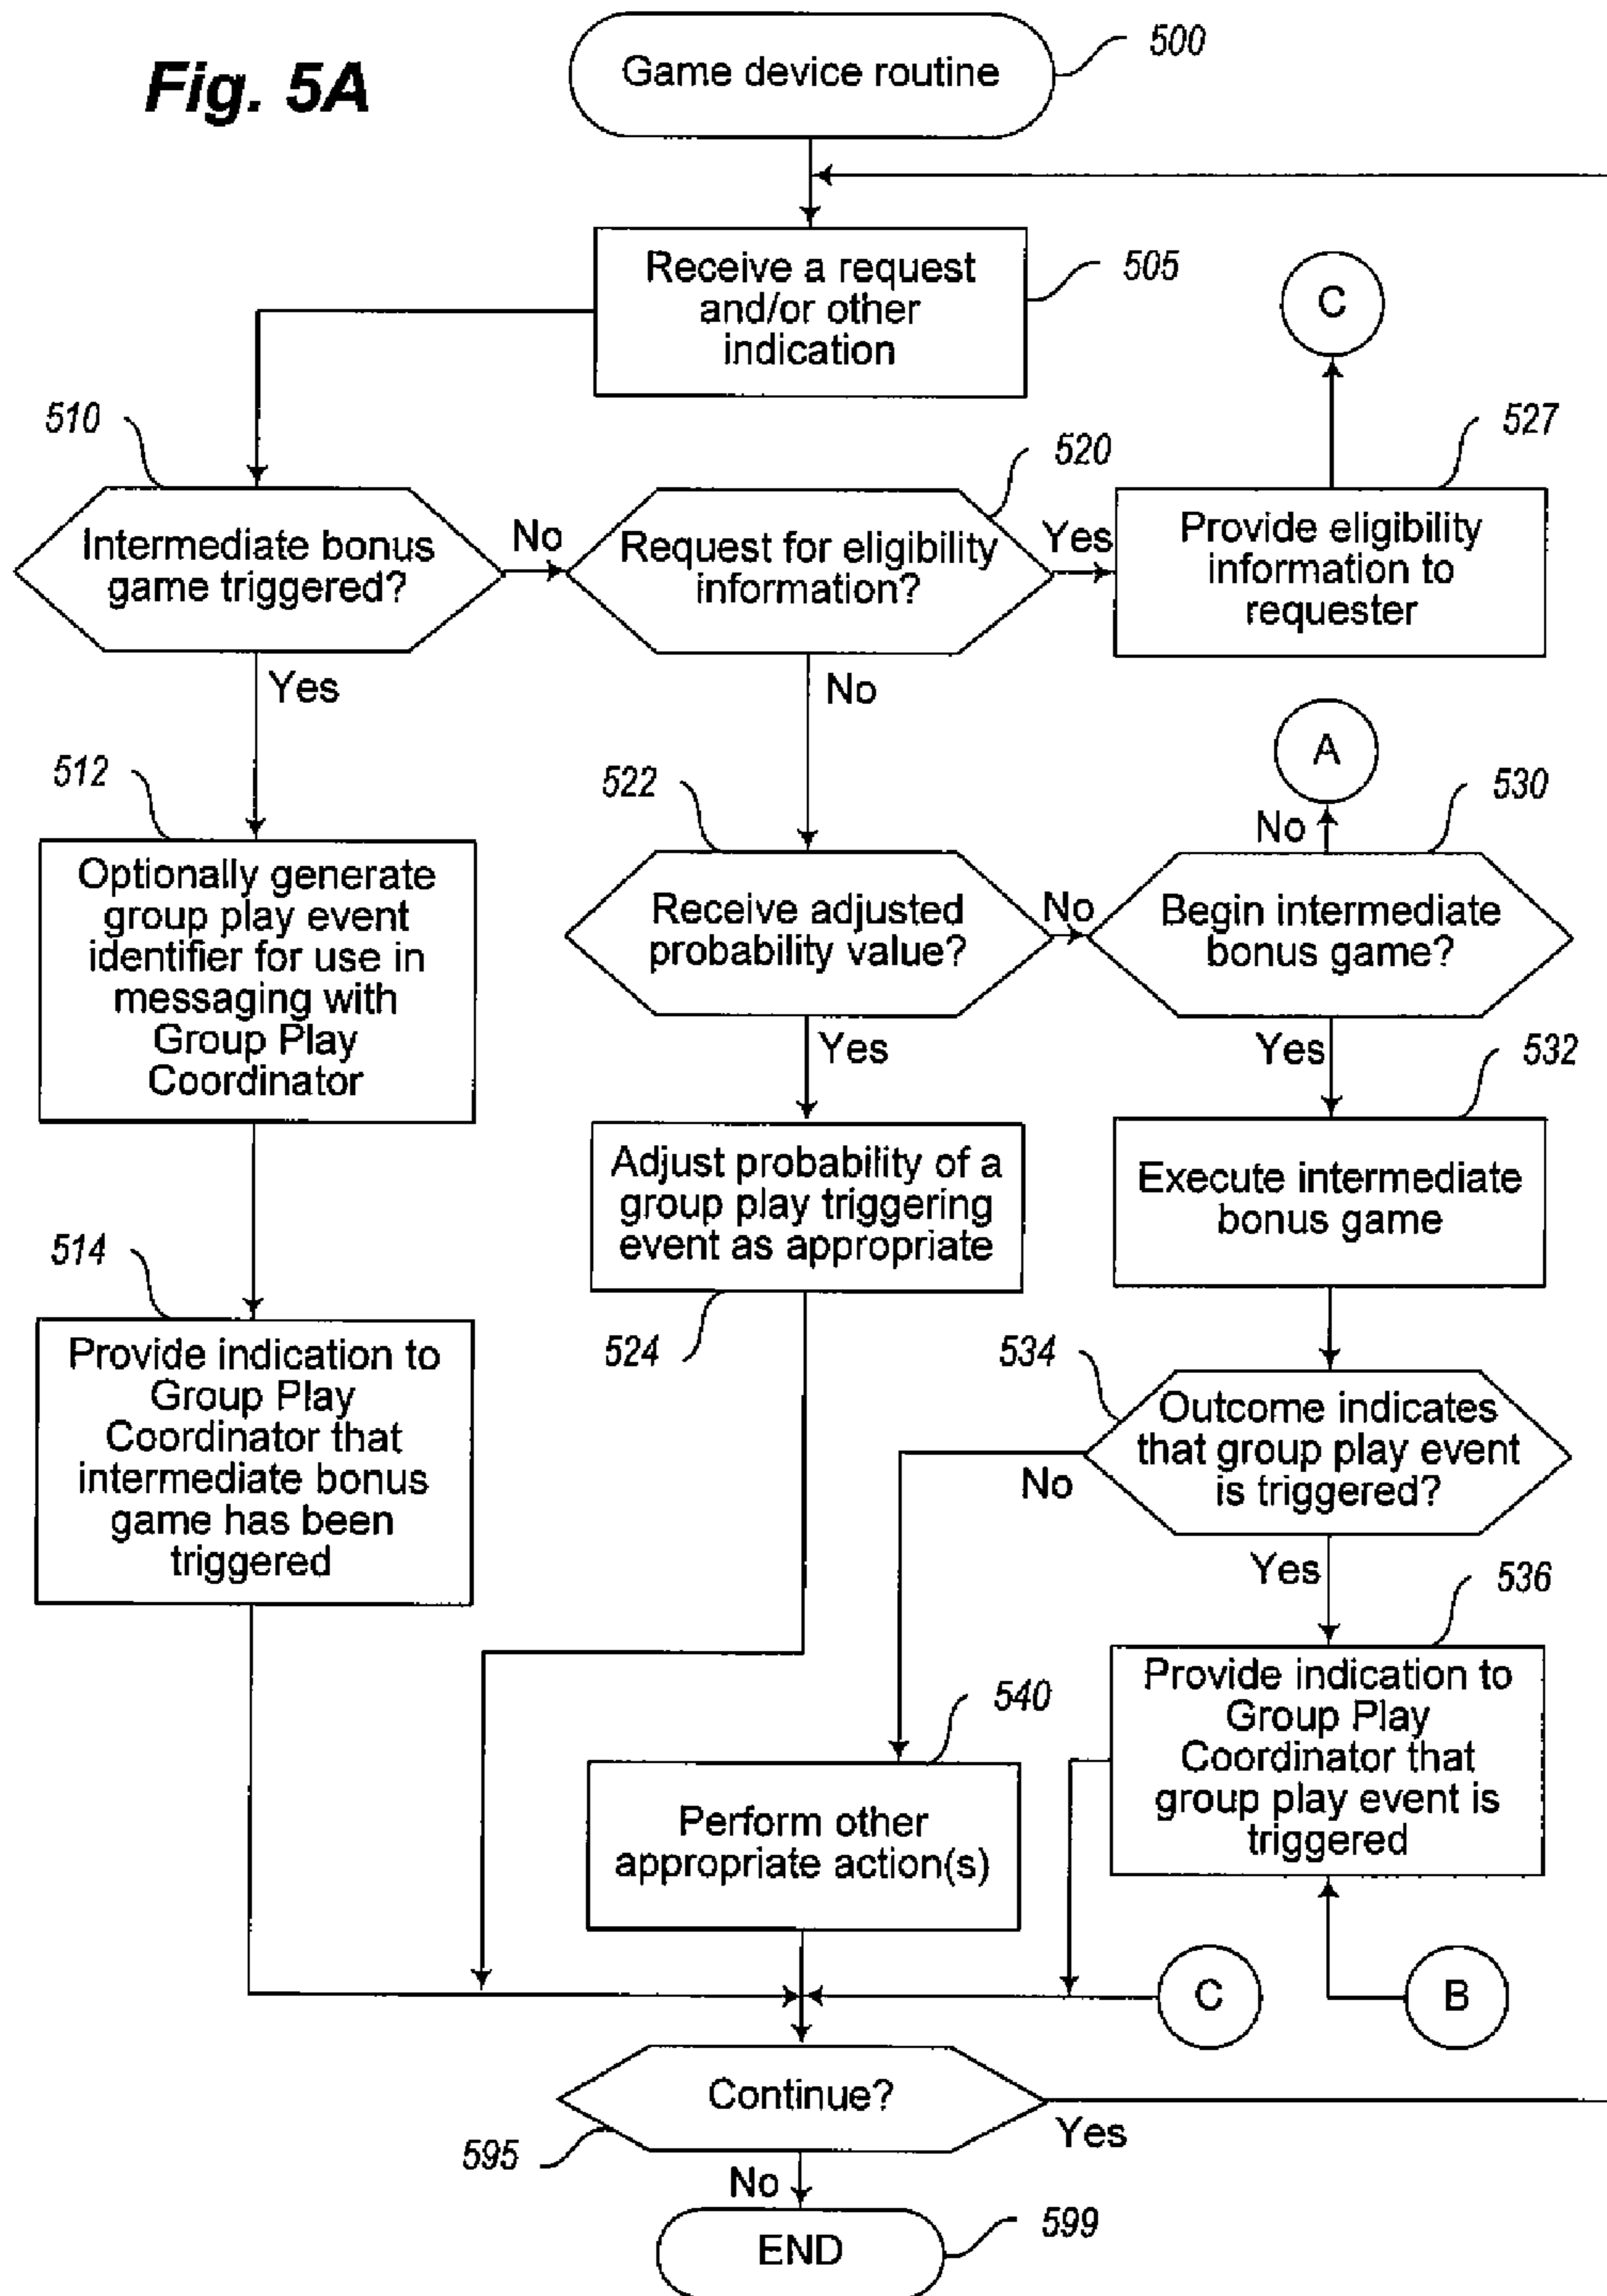 Fig. 5A
Game device routine
500
Receive a request
and/or other
indication
505
C
510
520
527
Intermediate bonus
game triggered?
No
Request for eligibility
information?
Yes
Provide eligibility
information to
requester
Yes
No
A
512
522
530
No
Optionally generate
group play event
identifier for use in
messaging with
Group Play
Coordinator
Receive adjusted
probability value?
No
Begin intermediate
bonus game?
Yes
Yes
532
Adjust probability of a
group play triggering
event as appropriate
Execute intermediate
bonus game
514
524
534
Provide indication to
Group Play
Coordinator that
intermediate bonus
game has been
triggered
Outcome indicates
that group play event
is triggered?
No
Yes
536
540
Provide indication to
Group Play
Coordinator that
group play event is
triggered
Perform other
appropriate action(s)
C
B
Continue?
Yes
595
No
END
599